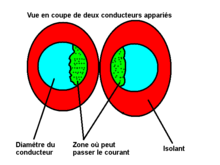 Vue en coupe de deux conducteurs appariés
Diamètre du
conducteur
Zone où peut
passer le courant
Isolant